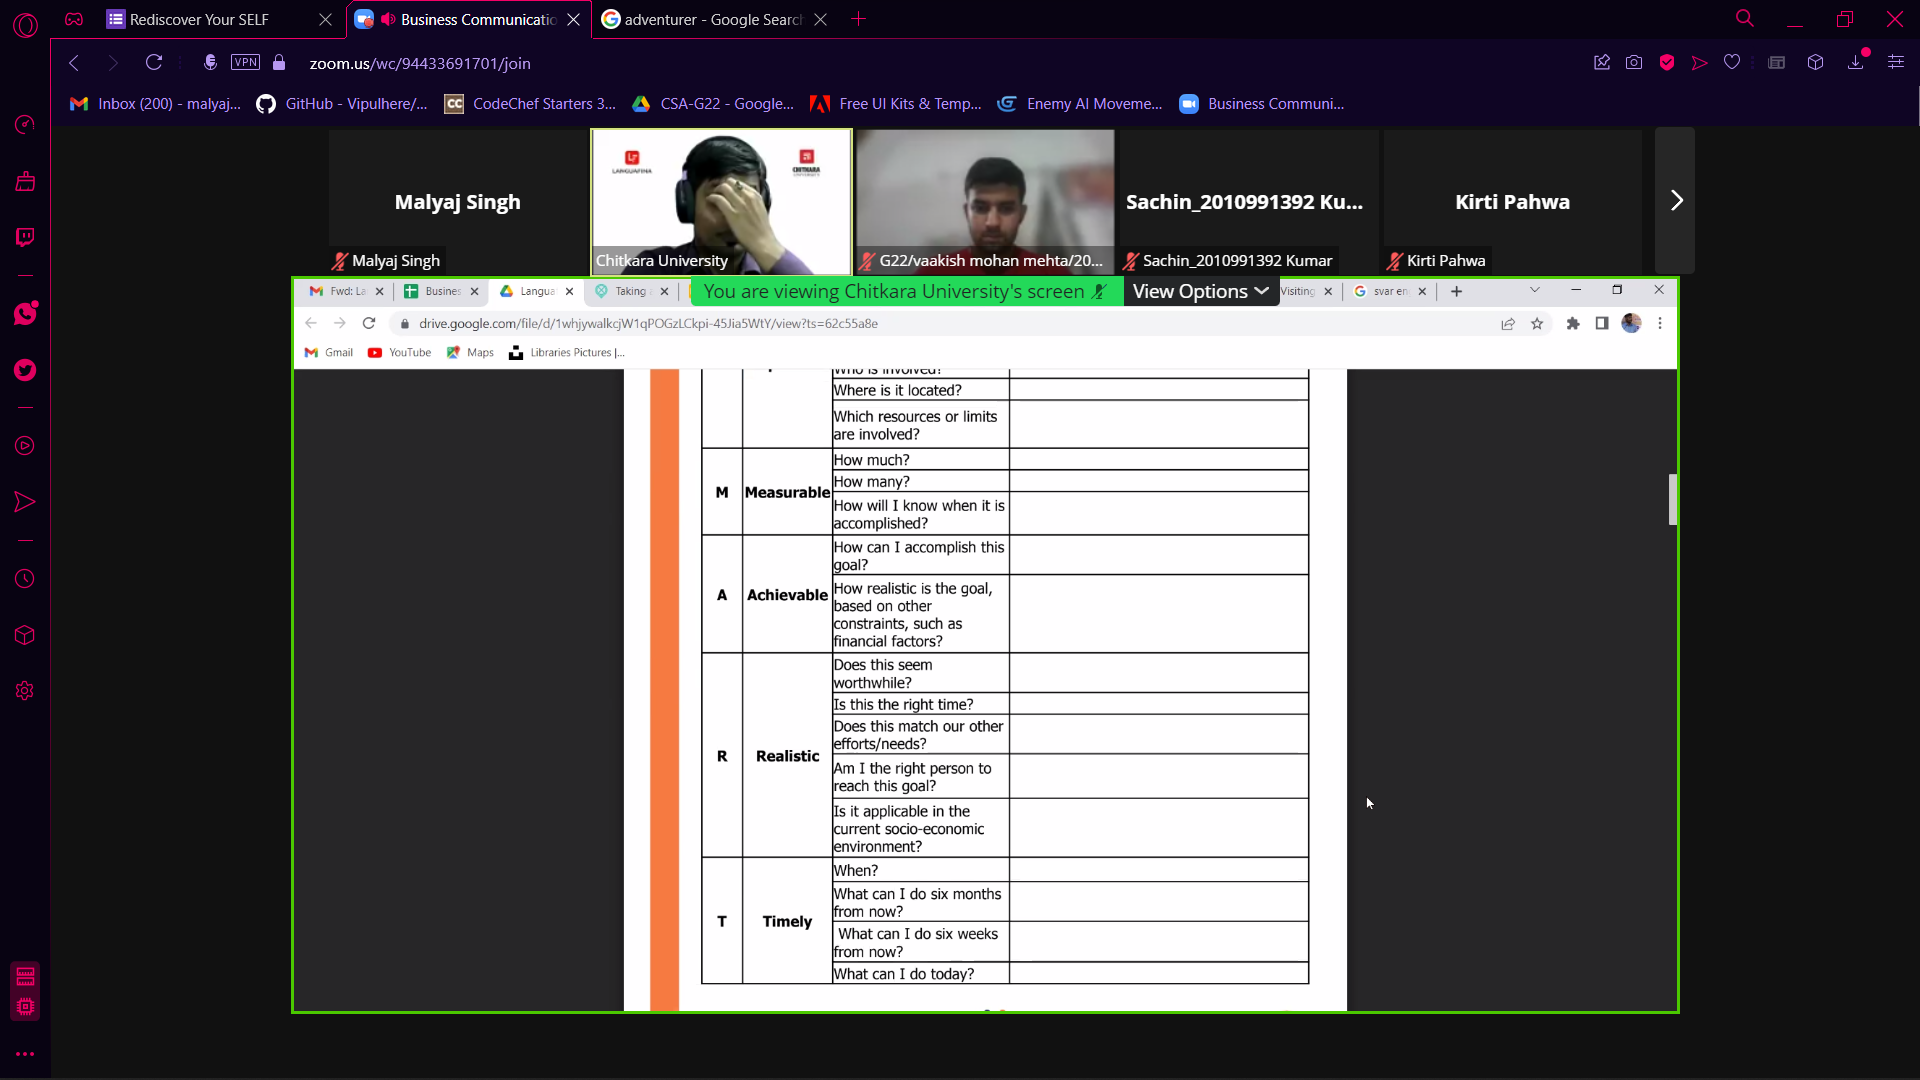 Rediscover Your SELF
Business Communicatio
adventurer - Google Search
VPN
zoom.us/wc/94433691701/join
Inbox (200) - malyaj...
GitHub - Vipulhere/...
CodeChef Starters 3...
CSA-G22 - Google...
Free UI Kits & Temp...
Enemy AI Moveme...
Business Communi...
Malyaj Singh
Malyaj Singh
LANGUAFINA
CHITKARA
UNIVERSITY
Chitkara University
G22/vaakish mohan mehta/20...
Sachin_2010991392 Ku...
Sachin_2010991392 Kumar
Kirti Pahwa
Kirti Pahwa
Fwd: La
Busines
Langua
Taking
You are viewing Chitkara University's screen
View Options
Visiting
svar en
drive.google.com/file/d/1whjywalkcjW1qPOGzLCkpi-45Jia5WtY/view?ts=62c55a8e
Gmail
YouTube
Maps
Libraries Pictures |...
Who is involved?
Where is it located?
Which resources or limits
are involved?
M
Measurable
How much?
How many?
How will I know when it is
accomplished?
A
Achievable
How can I accomplish this
goal?
How realistic is the goal,
based on other
constraints, such as
financial factors?
R
Realistic
Does this seem
worthwhile?
Is this the right time?
Does this match our other
efforts/needs?
Am I the right person to
reach this goal?
Is it applicable in the
current socio-economic
environment?
T
Timely
When?
What can I do six months
from now?
What can I do six weeks
from now?
What can I do today?